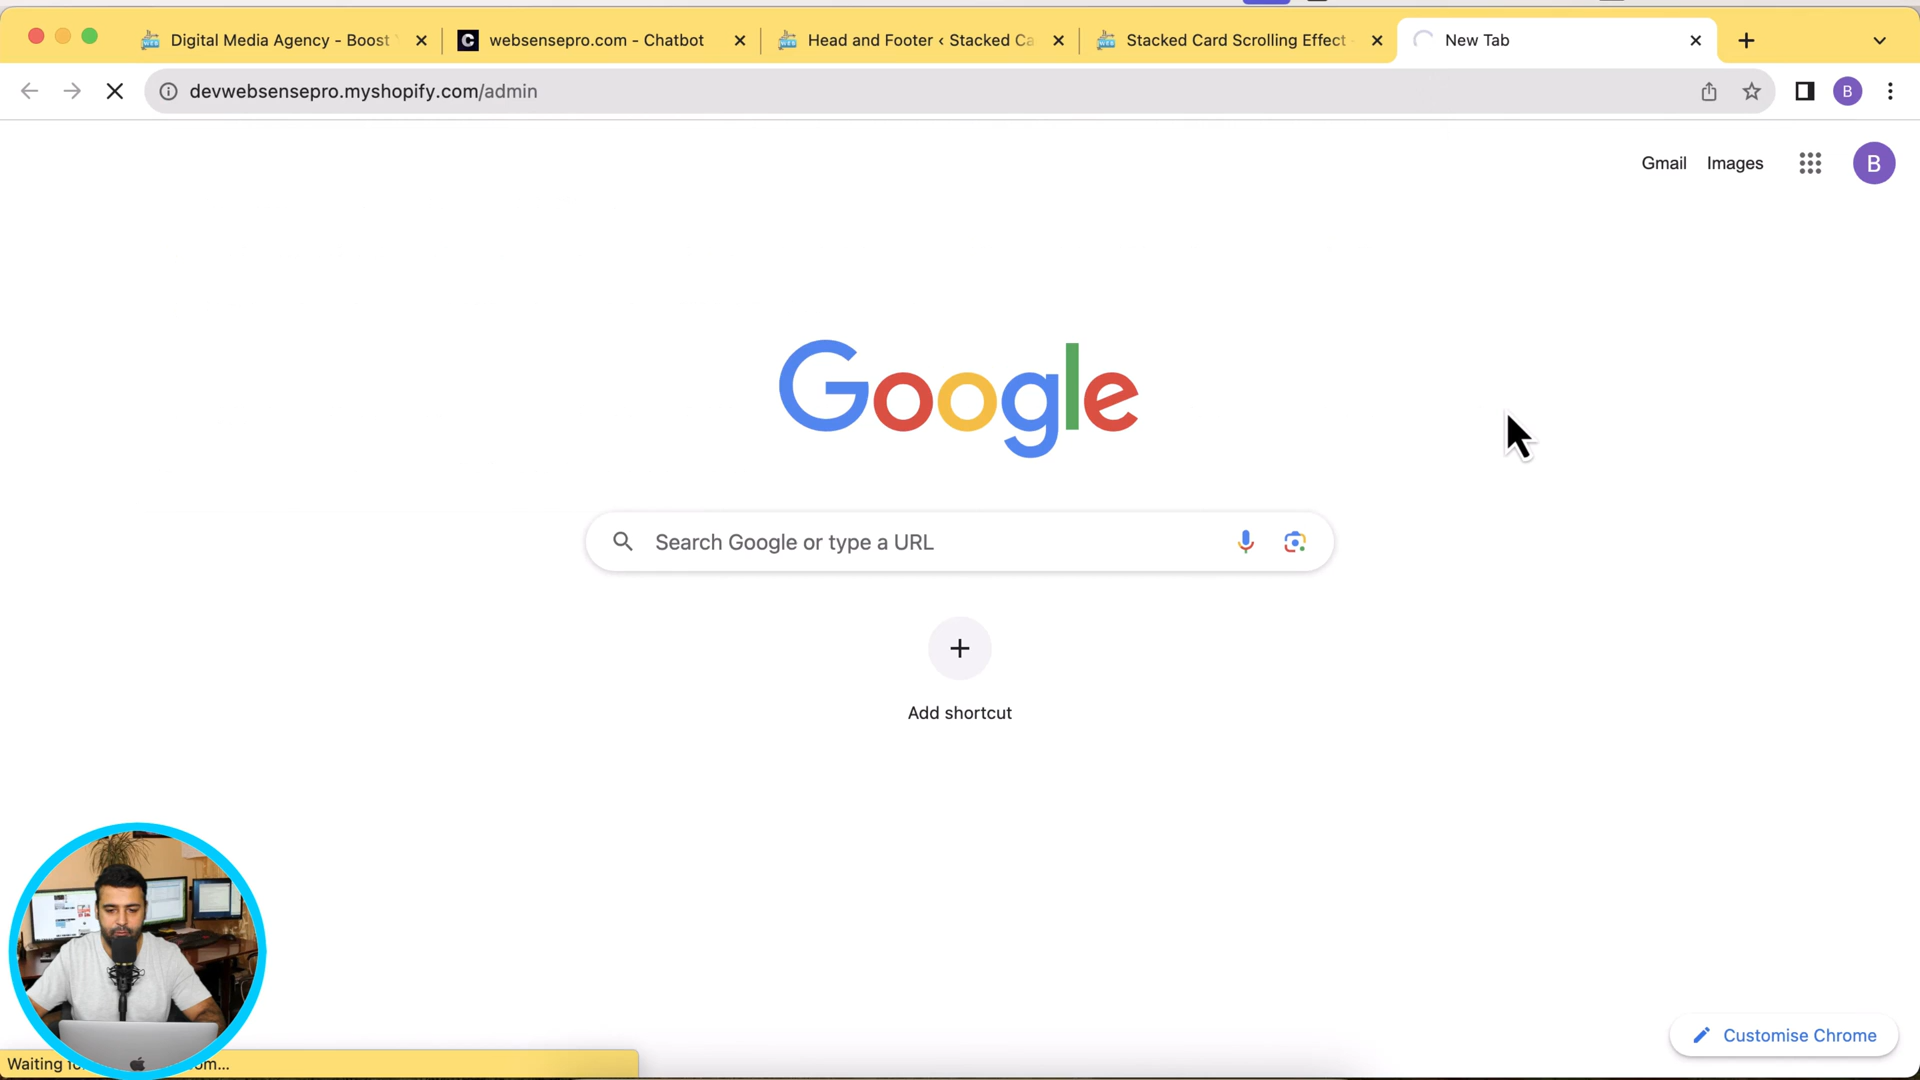 Digital Media Agency - Boost
websensepro.com - Chatbot
Head and Footer ‹ Stacked Ca
Stacked Card Scrolling Effect
New Tab
devwebsensepro.myshopify.com/admin
B
Gmail
Images
B
Google
Search Google or type a URL
Add shortcut
Customise Chrome
Waiting
om...